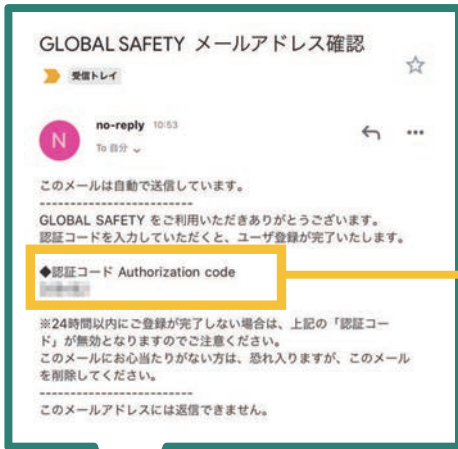 GLOBAL SAFETY メールアドレス確認
受信トレイ
N
no-reply 10:53
To 自分
このメールは自動で送信しています。
------------------------
GLOBAL SAFETY をご利用いただきありがとうございます。
認証コードを入力していただくと、ユーザ登録が完了いたします。
◆認証コード Authorization code
※24時間以内にご登録が完了しない場合は、上記の「認証コー
ド」が無効となりますのでご注意ください。
このメールにお心当たりがない方は、恐れ入りますが、このメール
を削除してください。
------------------------
このメールアドレスには返信できません。